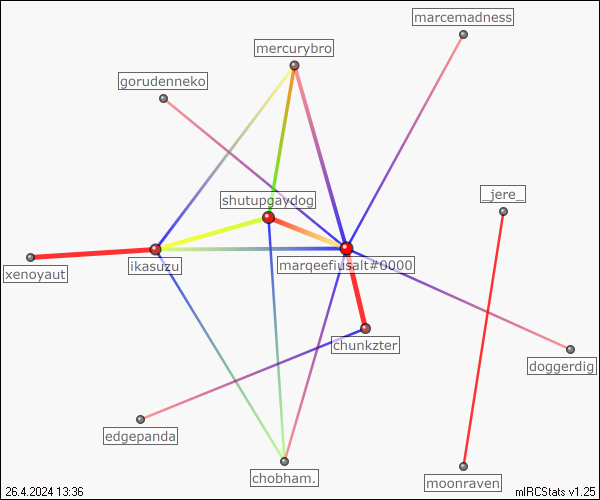 marcemadness
mercurybro
gorudenneko
shutupgaydog
_jere_
xenoyaut
ikasuzu
marqeefiusalt#0000
chunkzter
doggerdig
edgepanda
chobham.
moonraven
26.4.2024 13:36
mIRCStats v1.25